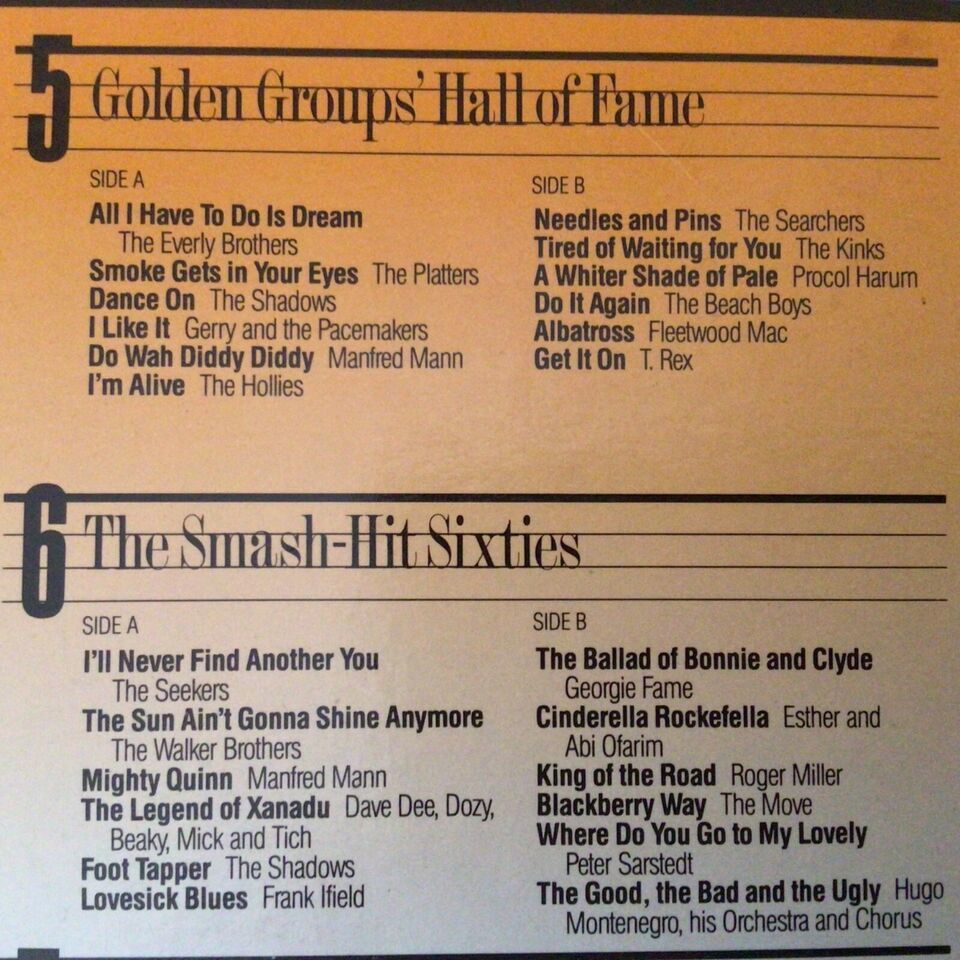 5 Golden Groups' Hall of Fame
SIDE A
All I Have To Do Is Dream
The Everly Brothers
Smoke Gets in Your Eyes The Platters
Dance On The Shadows
I Like It Gerry and the Pacemakers
Do Wah Diddy Diddy Manfred Mann
I'm Alive The Hollies
SIDE B
Needles and Pins The Searchers
Tired of Waiting for You The Kinks
A Whiter Shade of Pale Procol Harum
Do It Again The Beach Boys
Albatross Fleetwood Mac
Get It On T. Rex
6 The Smash-Hit Sixties
SIDE A
I'll Never Find Another You
The Seekers
The Sun Ain't Gonna Shine Anymore
The Walker Brothers
Mighty Quinn Manfred Mann
The Legend of Xanadu Dave Dee, Dozy,
Beaky, Mick and Tich
Foot Tapper The Shadows
Lovesick Blues Frank Ifield
SIDE B
The Ballad of Bonnie and Clyde
Georgie Fame
Cinderella Rockefella Esther and
Abi Ofarim
King of the Road Roger Miller
Blackberry Way The Move
Where Do You Go to My Lovely
Peter Sarstedt
The Good, the Bad and the Ugly Hugo
Montenegro, his Orchestra and Chorus